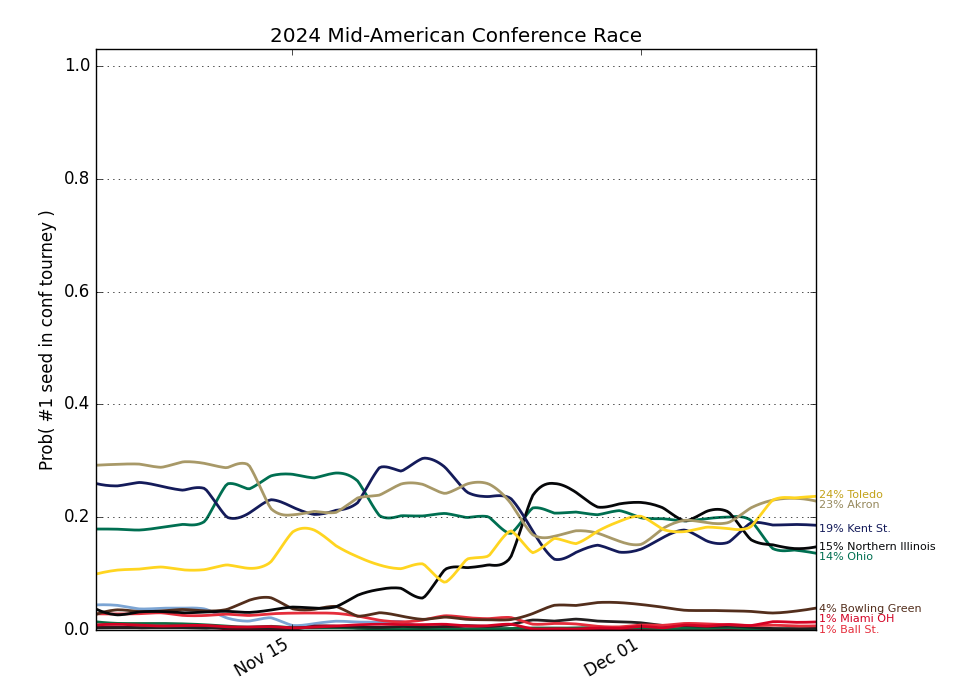 2024 Mid-American Conference Race
Prob( #1 seed in conf tourney )
1.0
0.8
0.6
0.4
0.2
0.0
Nov 15
Dec 01
24% Toledo
23% Akron
19% Kent St.
15% Northern Illinois
14% Ohio
4% Bowling Green
1% Miami OH
1% Ball St.